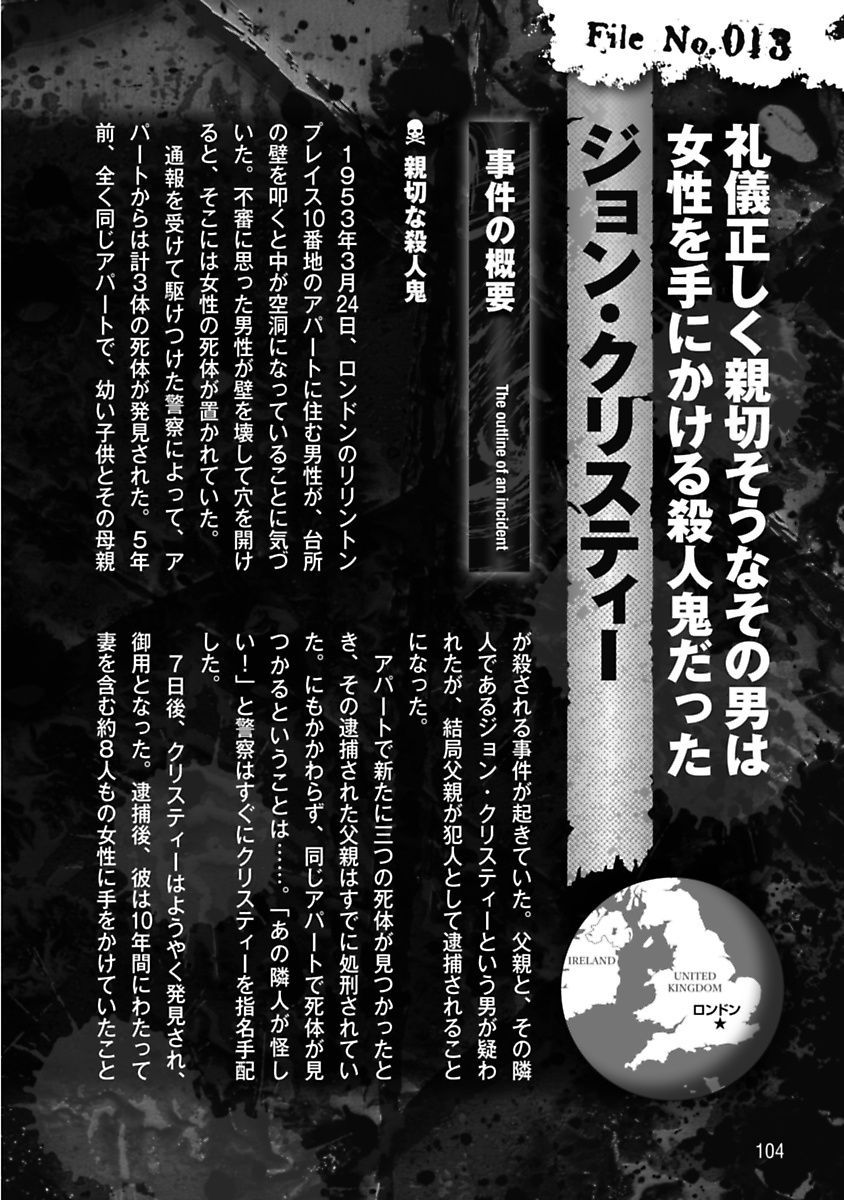 File No.013
礼儀正しく親切そうなその男は
女性を手にかける殺人鬼だった
ジョン・クリスティー
事件の概要
The outline of an incident
親切な殺人鬼
1953年3月24日、ロンドンのリリントン
プレイス10番地のアパートに住む男性が、台所
の壁を叩くと中が空洞になっていることに気づ
いた。不審に思った男性が壁を壊して穴を開け
ると、そこには女性の死体が置かれていた。
通報を受けて駆けつけた警察によって、ア
パートからは計3体の死体が発見された。5年
前、全く同じアパートで、幼い子供とその母親
が殺される事件が起きていた。父親と、その隣
人であるジョン・クリスティーという男が疑わ
れたが、結局父親が犯人として逮捕されること
になった。
アパートで新たに三つの死体が見つかったと
き、その逮捕された父親はすでに処刑されてい
た。にもかかわらず、同じアパートで死体が見
つかるということは……。「あの隣人が怪し
い！」と警察はすぐにクリスティーを指名手配
した。
7日後、クリスティーはようやく発見され、
御用となった。逮捕後、彼は10年間にわたって
妻を含む約8人もの女性に手をかけていたこと
IRELAND
UNITED
KINGDOM
ロンドン
★
104